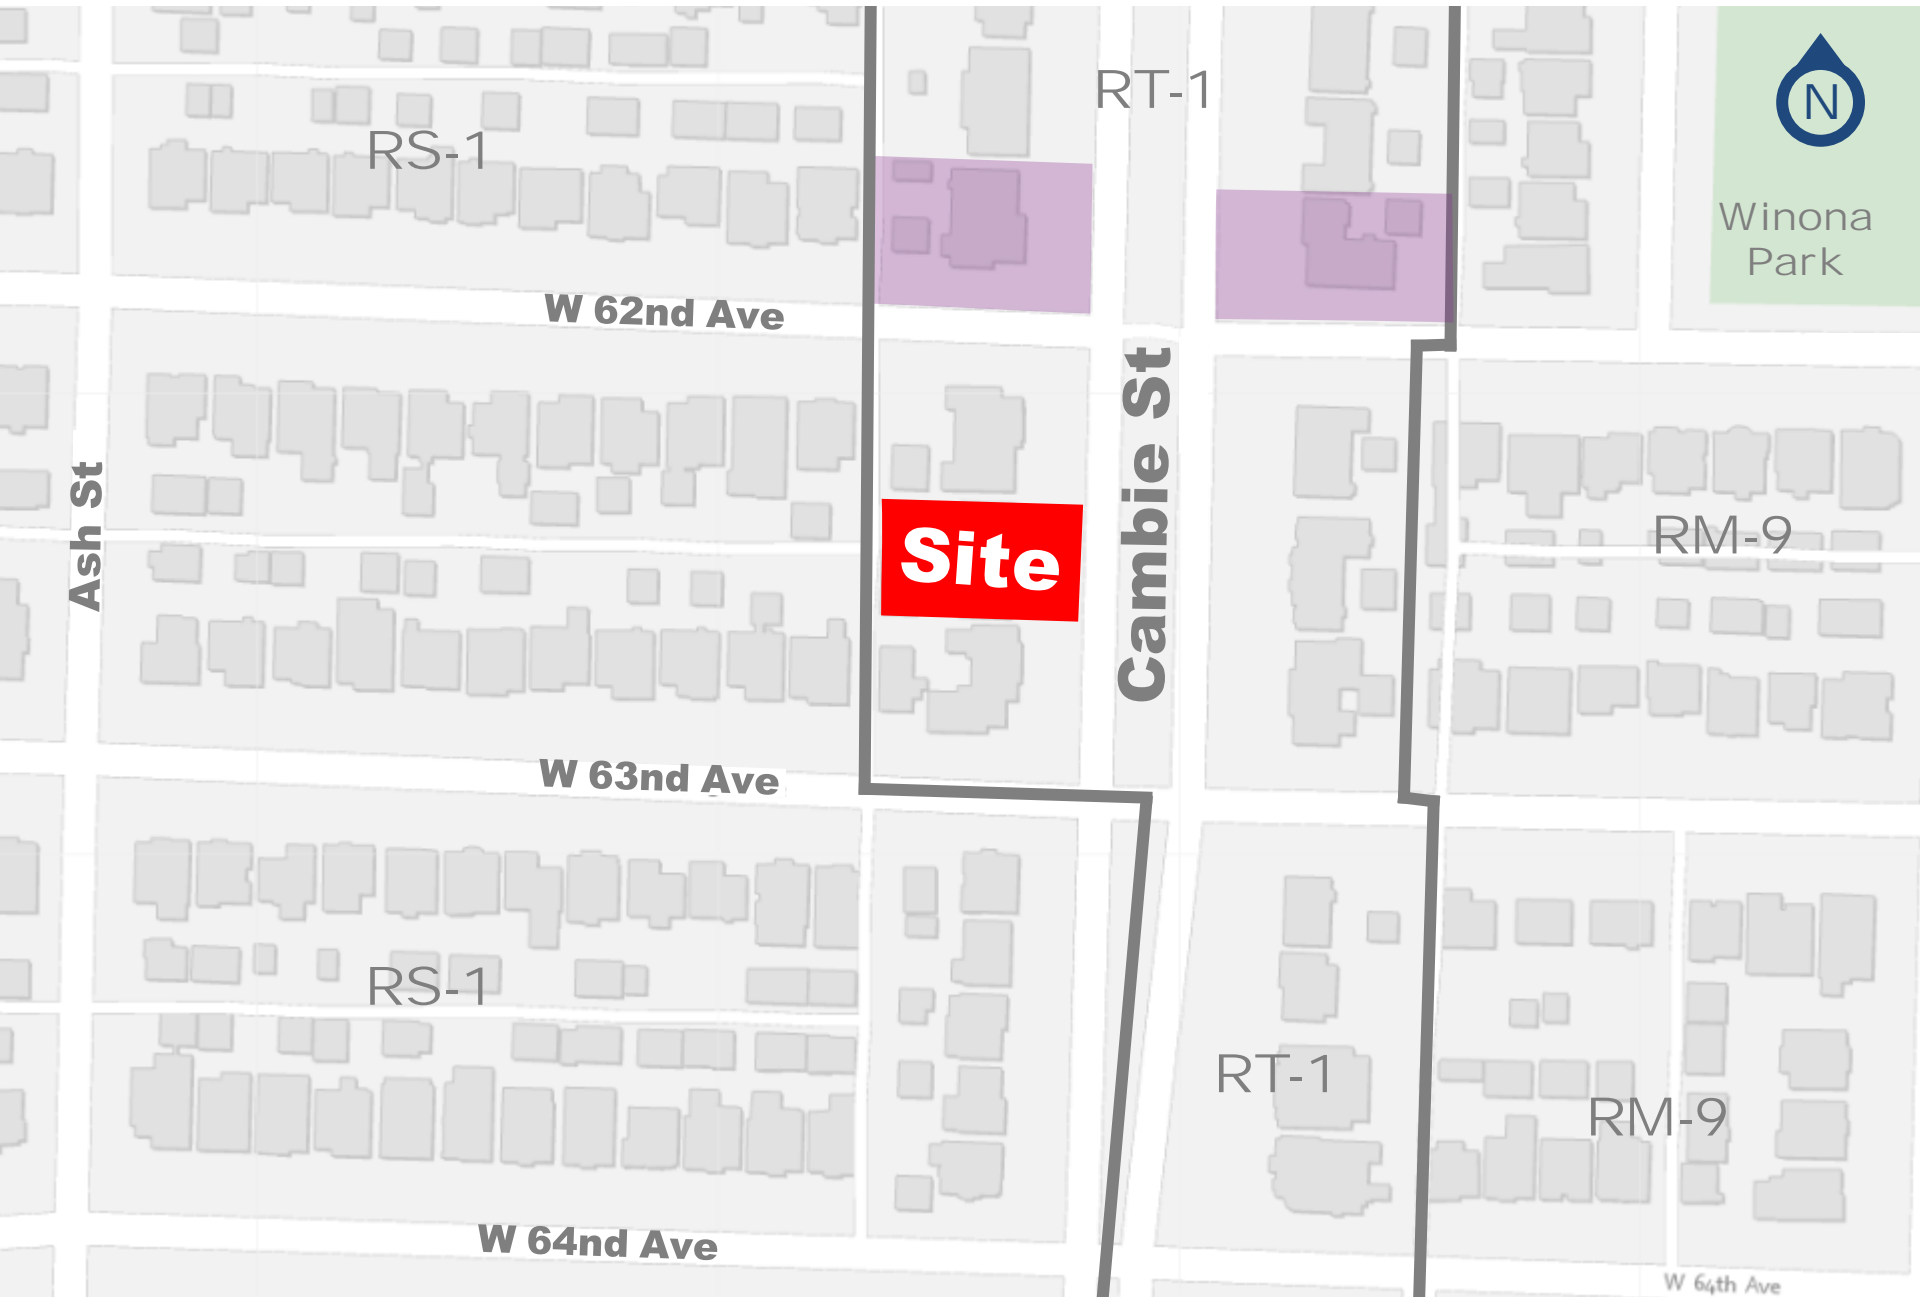 RT-1
N
RS-1
Winona
Park
W 62nd Ave
Cambie St
Ash St
Site
RM-9
W 63nd Ave
RS-1
RT-1
RM-9
W 64nd Ave
W 64th Ave